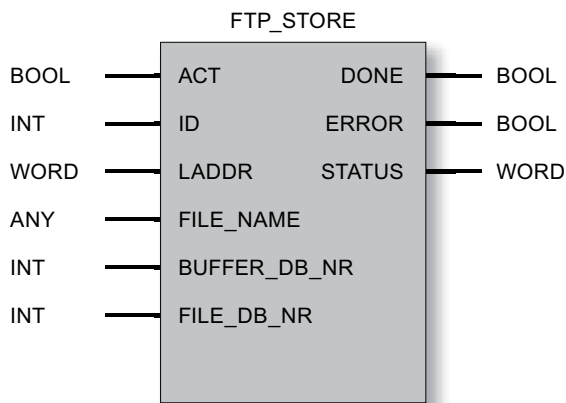 FTP_STORE
BOOL ACT DONE BOOL
INT ID ERROR BOOL
WORD LADDR STATUS WORD
ANY FILE_NAME
INT BUFFER_DB_NR
INT FILE_DB_NR